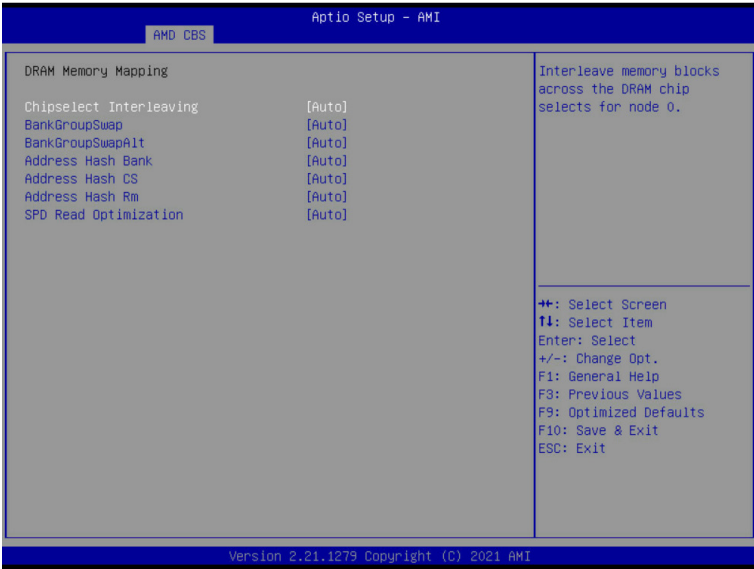 Aptio Setup – AMI
AMD CBS
DRAM Memory Mapping
Chipselect Interleaving [Auto]
BankGroupSwap [Auto]
BankGroupSwapAlt [Auto]
Address Hash Bank [Auto]
Address Hash CS [Auto]
Address Hash Rm [Auto]
SPD Read Optimization [Auto]
Interleave memory blocks
across the DRAM chip
selects for node 0.
→←: Select Screen
↑↓: Select Item
Enter: Select
+/-: Change Opt.
F1: General Help
F3: Previous Values
F9: Optimized Defaults
F10: Save & Exit
ESC: Exit
Version 2.21.1279 Copyright (C) 2021 AMI